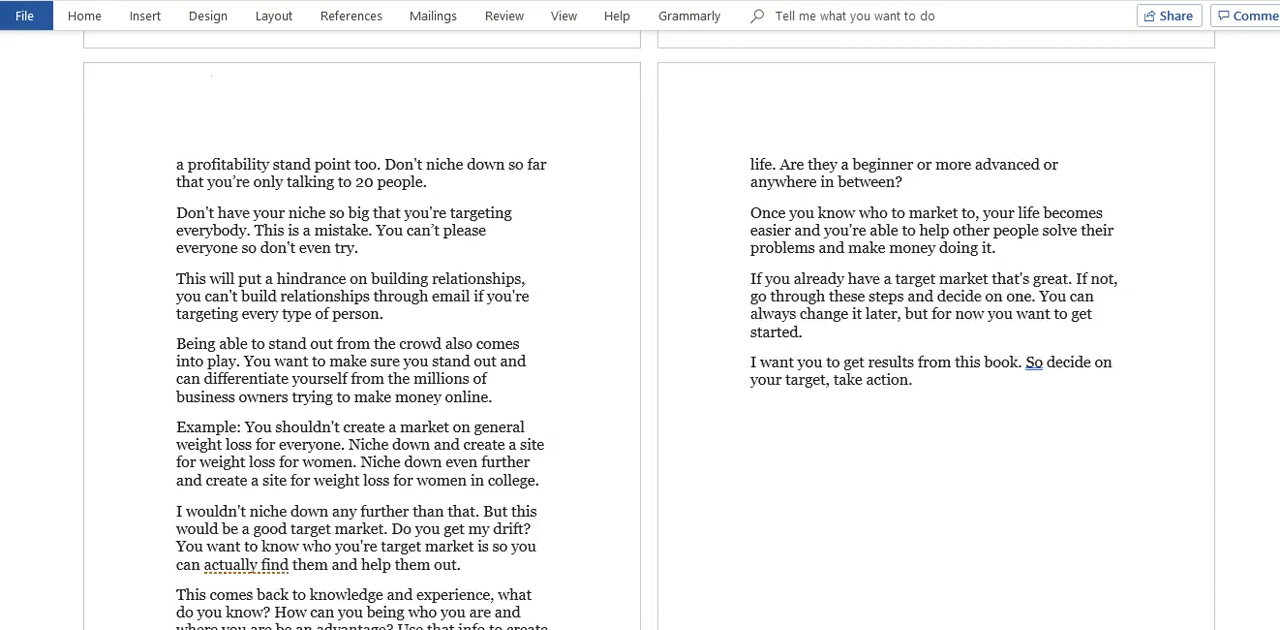 File Home Insert Design Layout References Mailings Review View Help Grammarly Tell me what you want to do Share Comme
a profitability stand point too. Don't niche down so far
that you're only talking to 20 people.
Don't have your niche so big that you're targeting
everybody. This is a mistake. You can't please
everyone so don't even try.
This will put a hindrance on building relationships,
you can't build relationships through email if you're
targeting every type of person.
Being able to stand out from the crowd also comes
into play. You want to make sure you stand out and
can differentiate yourself from the millions of
business owners trying to make money online.
Example: You shouldn't create a market on general
weight loss for everyone. Niche down and create a site
for weight loss for women. Niche down even further
and create a site for weight loss for women in college.
I wouldn't niche down any further than that. But this
would be a good target market. Do you get my drift?
You want to know who you're target market is so you
can actually find them and help them out.
This comes back to knowledge and experience, what
do you know? How can you being who you are and
where you are be an advantage? Use that info to create
life. Are they a beginner or more advanced or
anywhere in between?
Once you know who to market to, your life becomes
easier and you're able to help other people solve their
problems and make money doing it.
If you already have a target market that's great. If not,
go through these steps and decide on one. You can
always change it later, but for now you want to get
started.
I want you to get results from this book. So decide on
your target, take action.